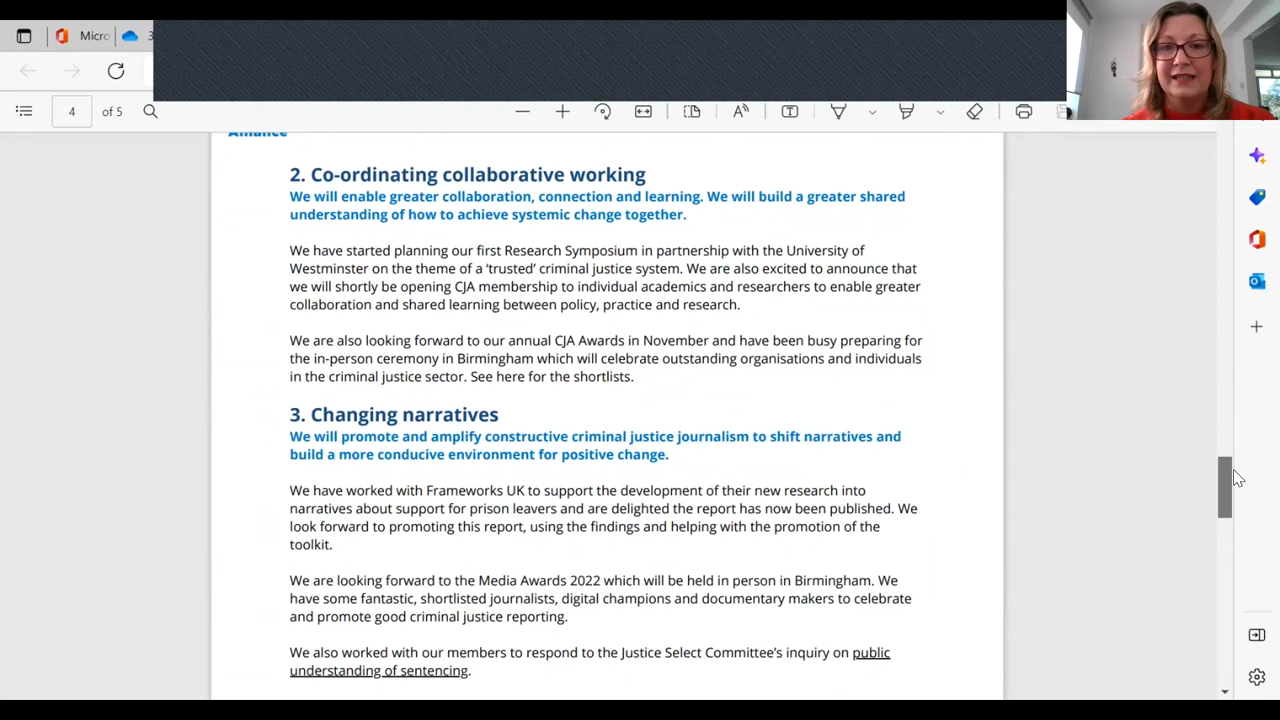 Micro
3
4
of 5
Alliance
2. Co-ordinating collaborative working
We will enable greater collaboration, connection and learning. We will build a greater shared
understanding of how to achieve systemic change together.
We have started planning our first Research Symposium in partnership with the University of
Westminster on the theme of a ‘trusted’ criminal justice system. We are also excited to announce that
we will shortly be opening CJA membership to individual academics and researchers to enable greater
collaboration and shared learning between policy, practice and research.
We are also looking forward to our annual CJA Awards in November and have been busy preparing for
the in-person ceremony in Birmingham which will celebrate outstanding organisations and individuals
in the criminal justice sector. See here for the shortlists.
3. Changing narratives
We will promote and amplify constructive criminal justice journalism to shift narratives and
build a more conducive environment for positive change.
We have worked with Frameworks UK to support the development of their new research into
narratives about support for prison leavers and are delighted the report has now been published. We
look forward to promoting this report, using the findings and helping with the promotion of the
toolkit.
We are looking forward to the Media Awards 2022 which will be held in person in Birmingham. We
have some fantastic, shortlisted journalists, digital champions and documentary makers to celebrate
and promote good criminal justice reporting.
We also worked with our members to respond to the Justice Select Committee’s inquiry on public
understanding of sentencing.